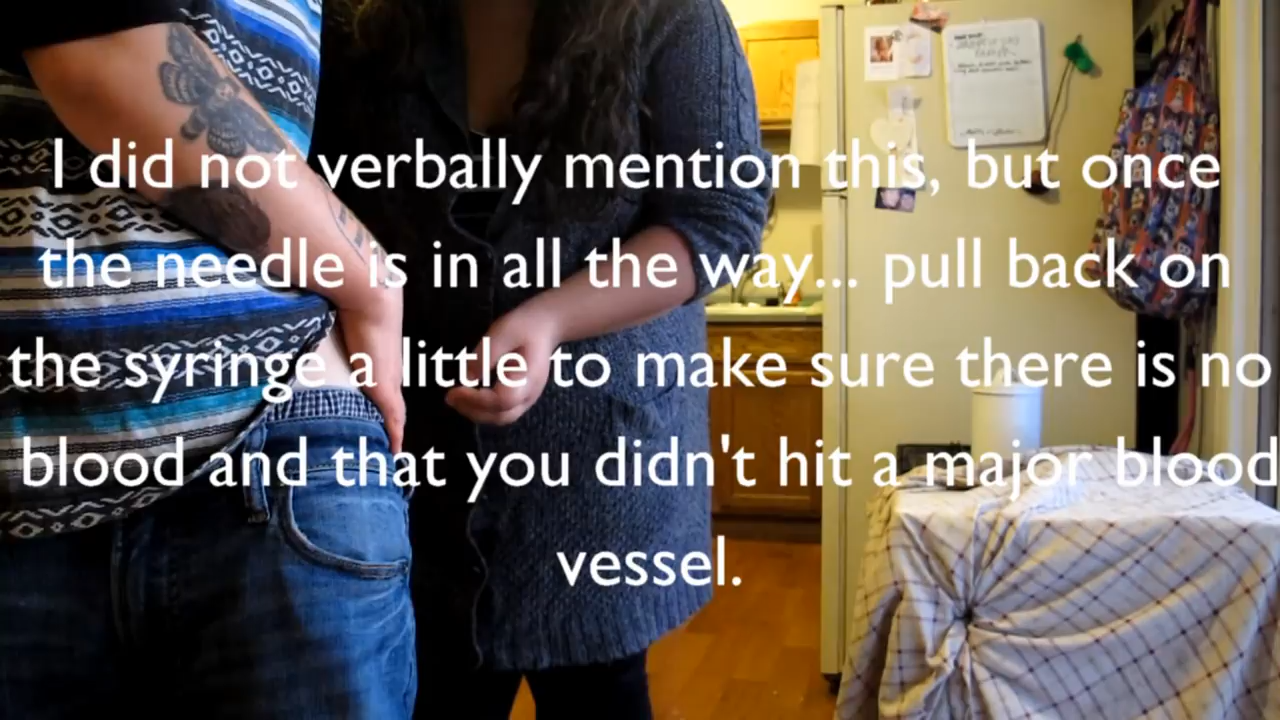 I did not verbally mention this, but once
the needle is in all the way... pull back on
the syringe a little to make sure there is no
blood and that you didn't hit a major blood
vessel.